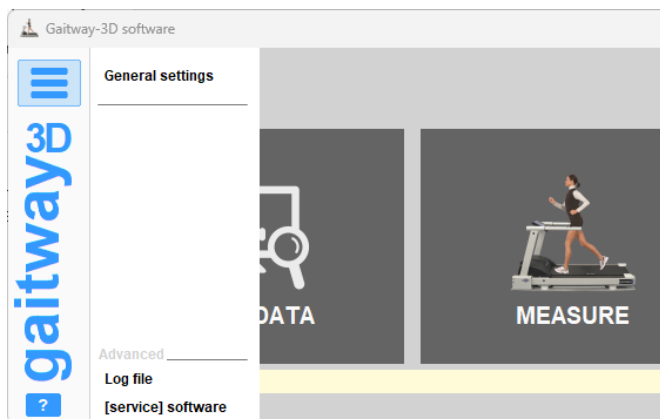 Gaitway-3D software
General settings
gaitway3D
DATA
MEASURE
Advanced
Log file
[service] software
?